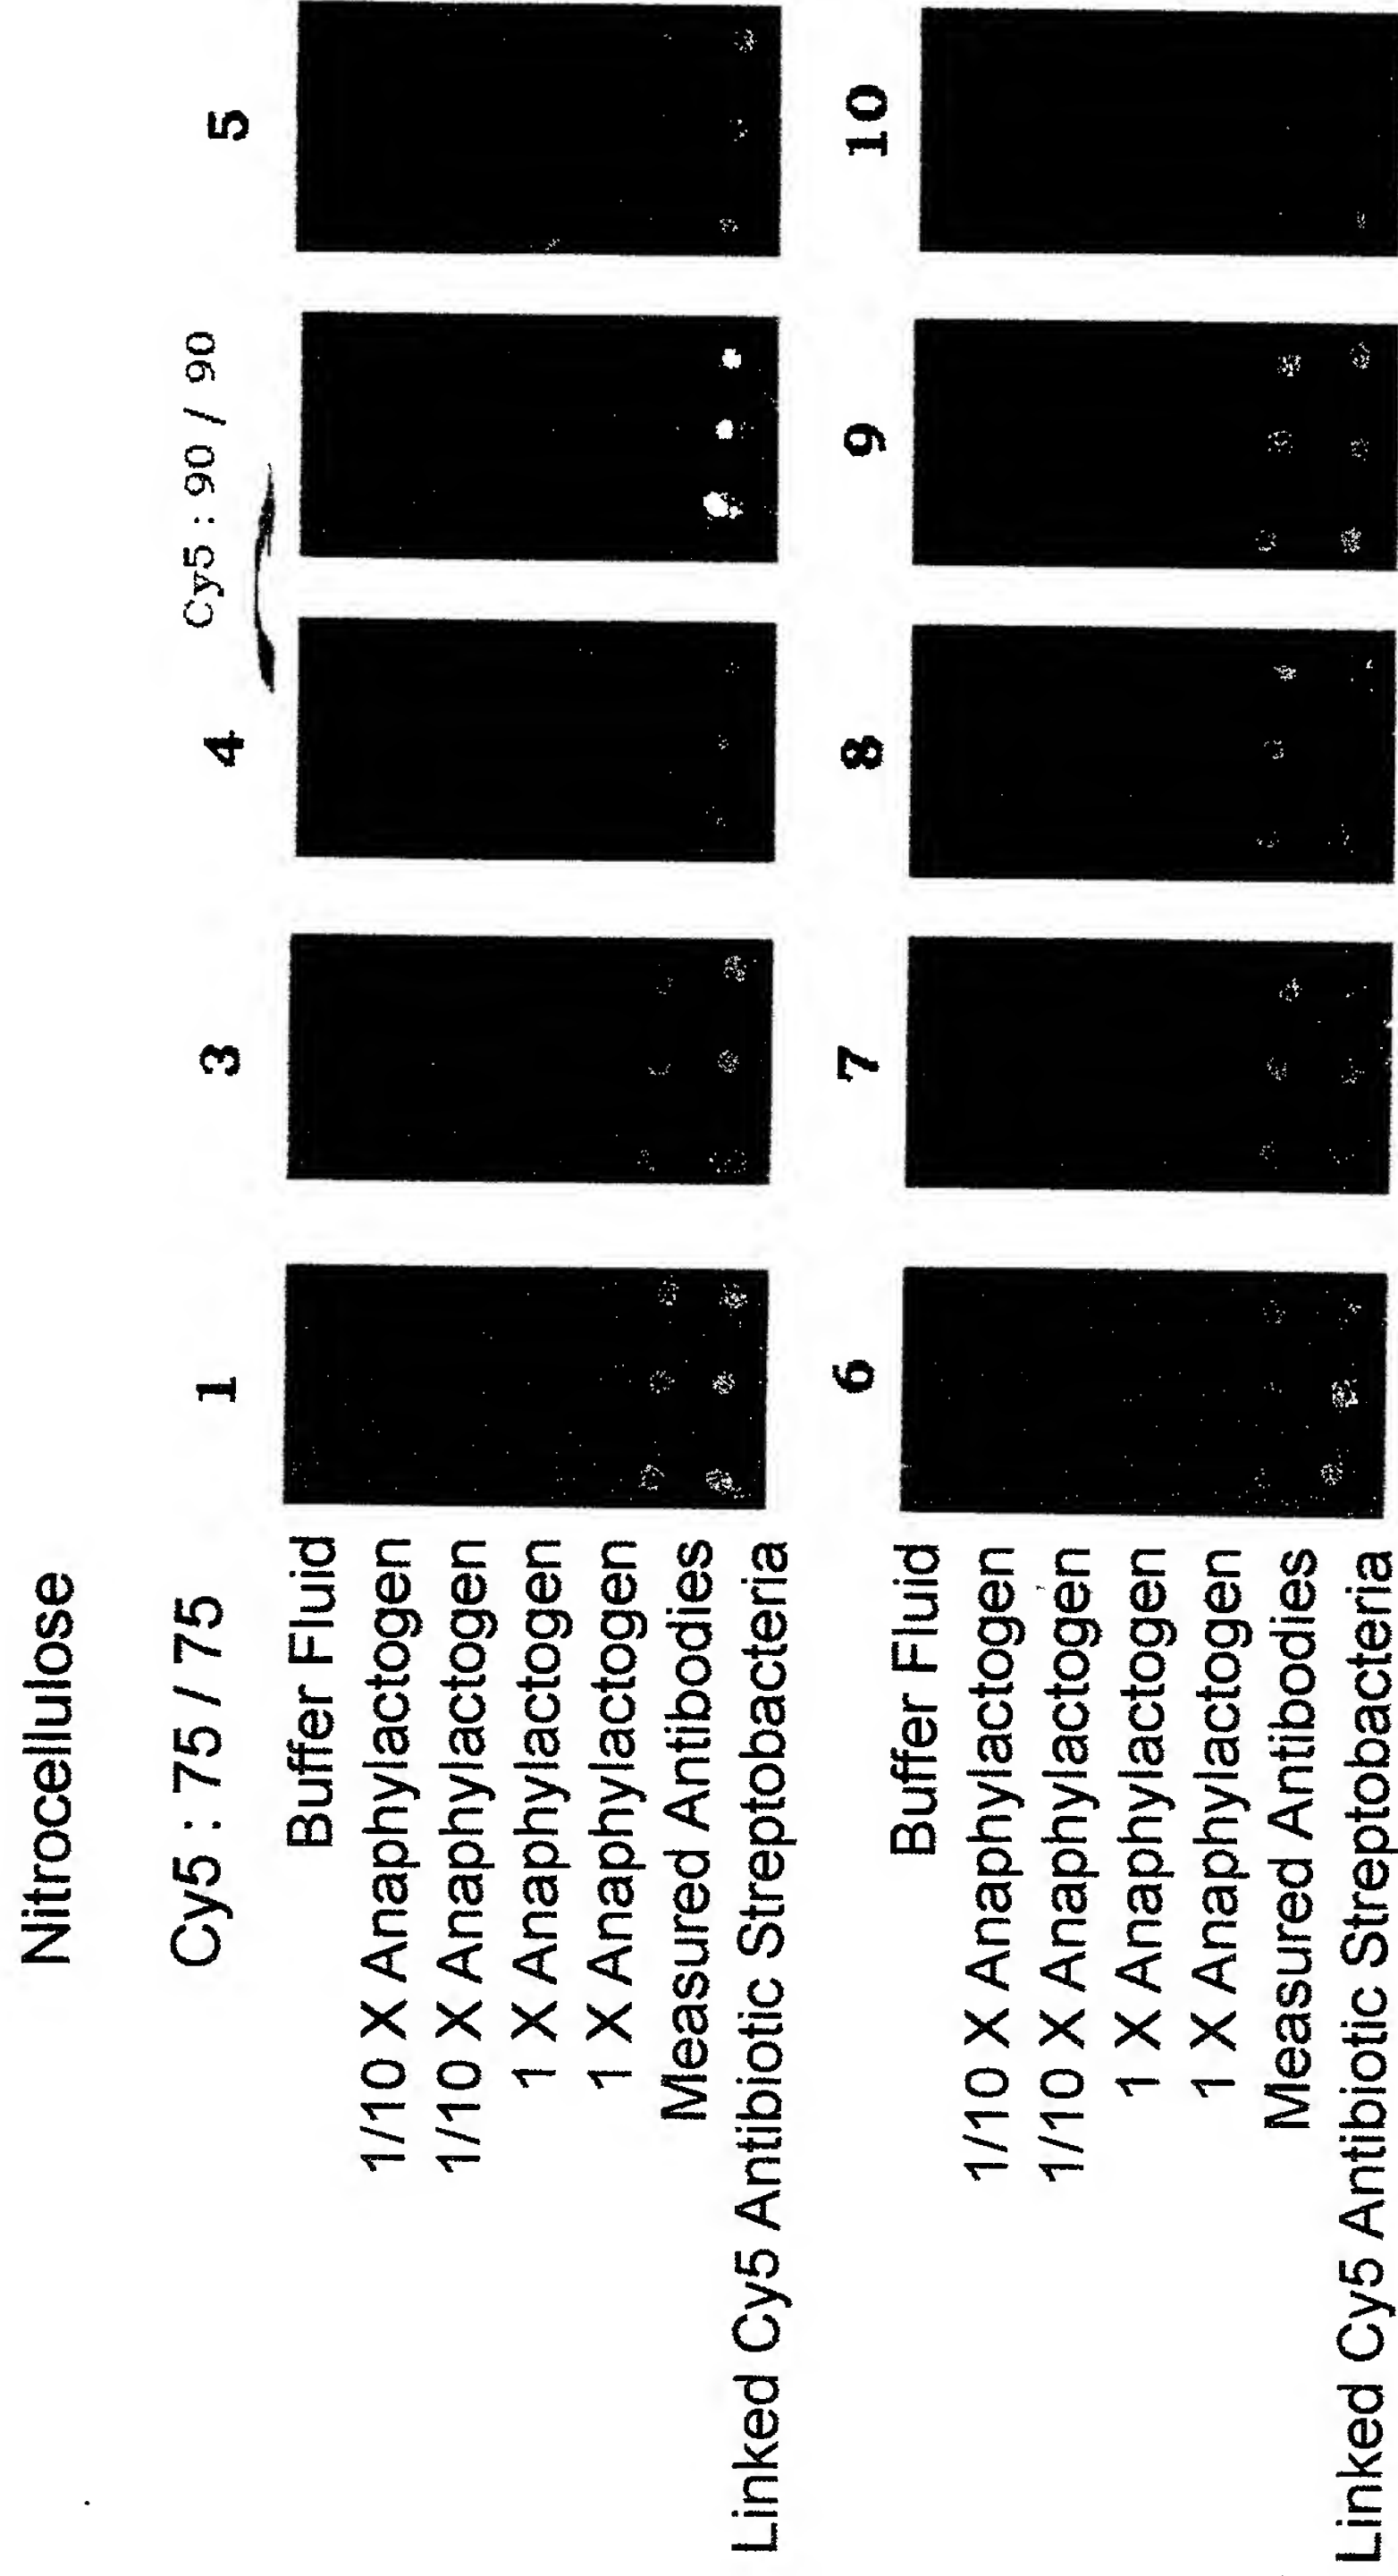 Nitrocellulose
Cy5 : 75 / 75
Cy5 : 90 / 90
1 3 4 5
Buffer Fluid
1/10 X Anaphylactogen
1/10 X Anaphylactogen
1 X Anaphylactogen
1 X Anaphylactogen
Measured Antibodies
Linked Cy5 Antibiotic Streptobacteria
6 7 8 9 10
Buffer Fluid
1/10 X Anaphylactogen
1/10 X Anaphylactogen
1 X Anaphylactogen
1 X Anaphylactogen
Measured Antibodies
Linked Cy5 Antibiotic Streptobacteria